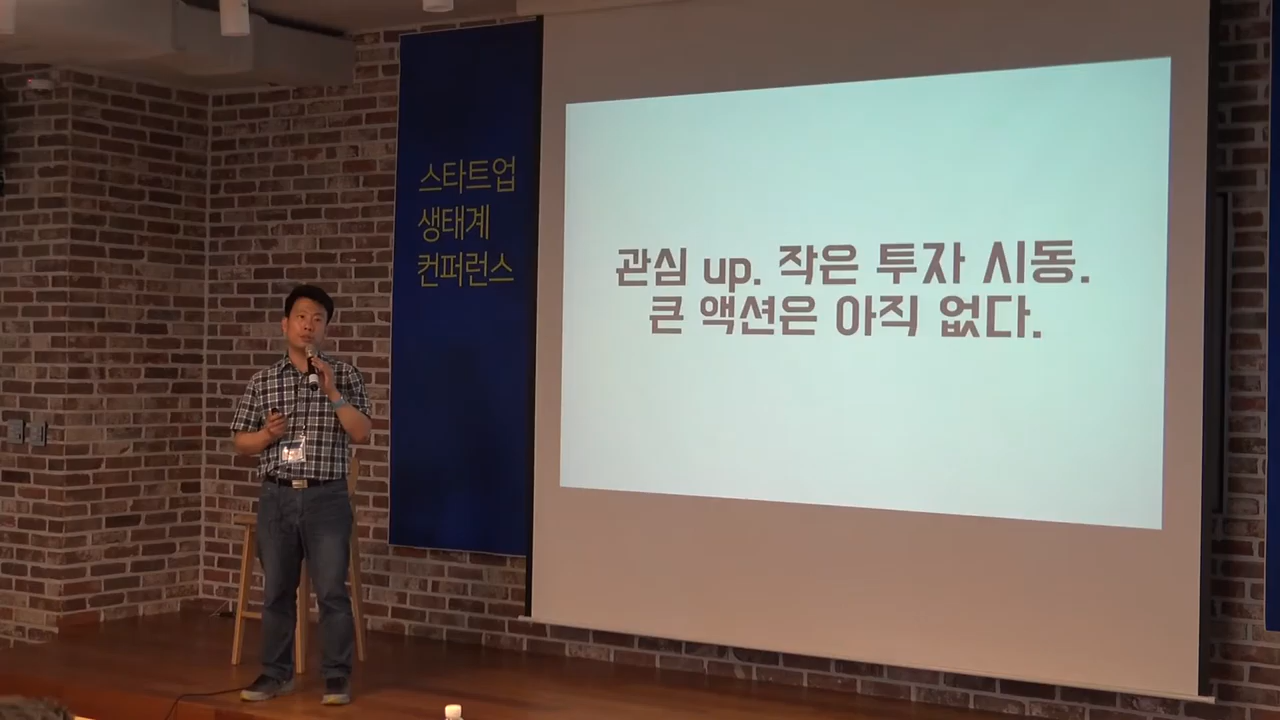 스타트업
생태계
컨퍼런스
관심 up. 작은 투자 시동.
큰 액션은 아직 없다.